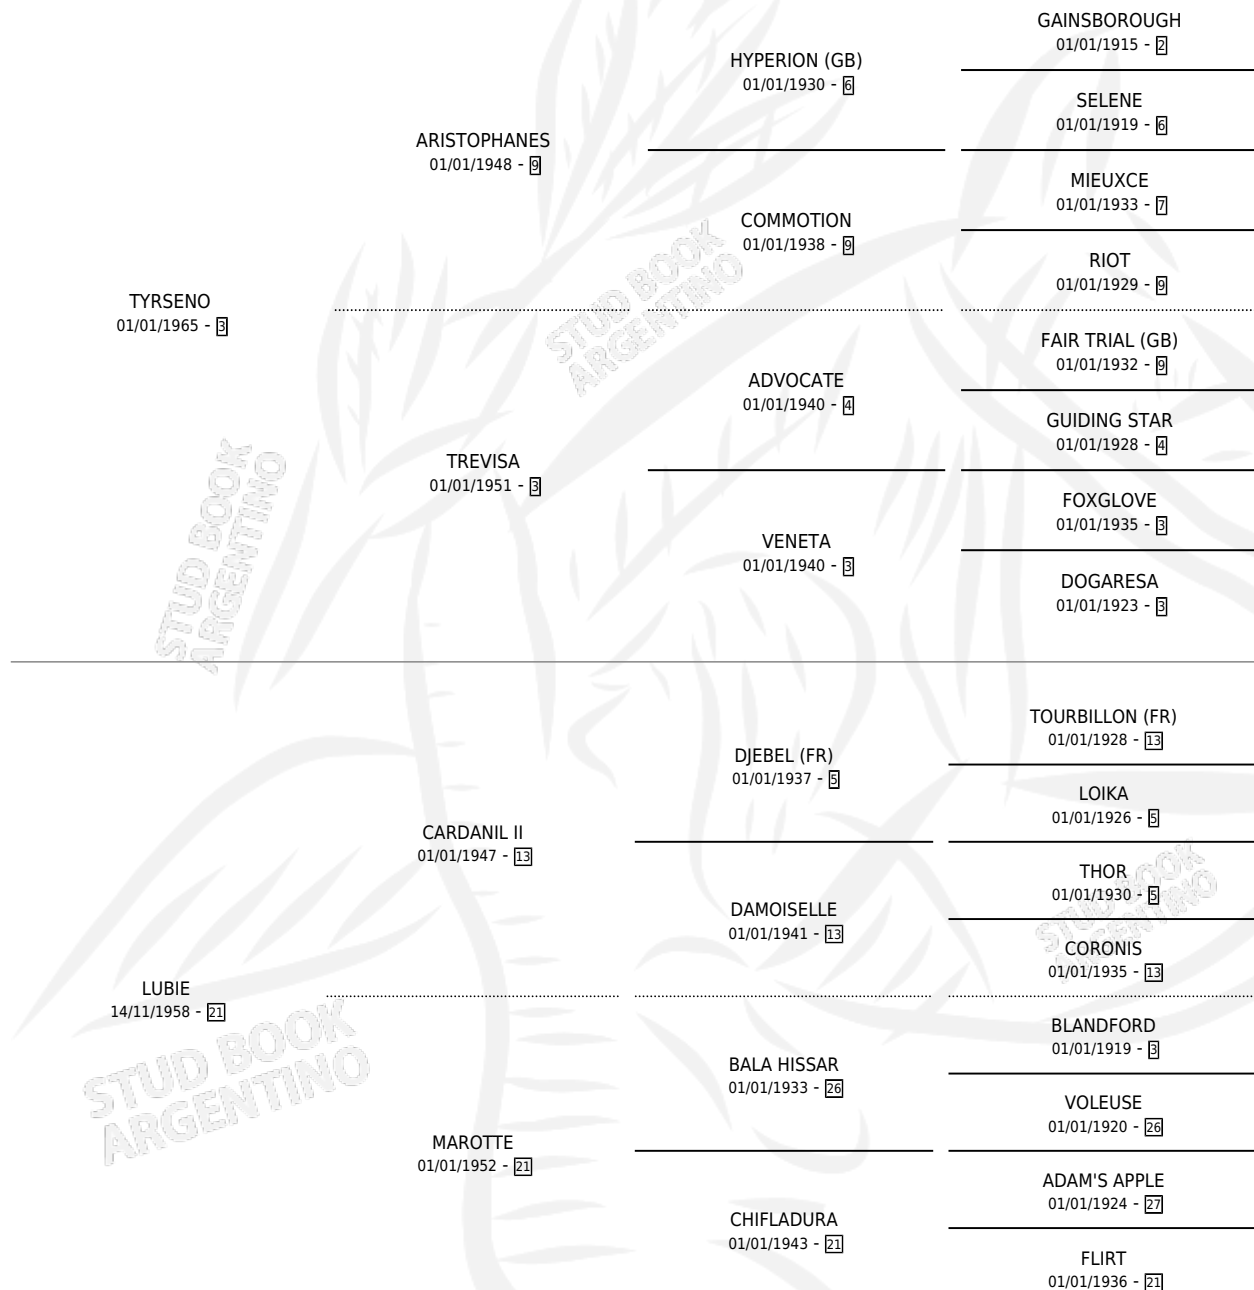 GAINSBOROUGH
01/01/1915 - 2
HYPERION (GB)
01/01/1930 - 6
SELENE
01/01/1919 - 6
ARISTOPHANES
01/01/1948 - 9
MIEUXCE
01/01/1933 - 7
COMMOTION
01/01/1938 - 9
RIOT
01/01/1929 - 9
TYRSENO
01/01/1965 - 3
FAIR TRIAL (GB)
01/01/1932 - 9
ADVOCATE
01/01/1940 - 4
GUIDING STAR
01/01/1928 - 4
TREVISA
01/01/1951 - 3
FOXGLOVE
01/01/1935 - 3
VENETA
01/01/1940 - 3
DOGARESA
01/01/1923 - 3
TOURBILLON (FR)
01/01/1928 - 13
DJEBEL (FR)
01/01/1937 - 5
LOIKA
01/01/1926 - 5
CARDANIL II
01/01/1947 - 13
THOR
01/01/1930 - 5
DAMOISELLE
01/01/1941 - 13
CORONIS
01/01/1935 - 13
LUBIE
14/11/1958 - 21
BLANDFORD
01/01/1919 - 3
BALA HISSAR
01/01/1933 - 26
VOLEUSE
01/01/1920 - 26
MAROTTE
01/01/1952 - 21
ADAM'S APPLE
01/01/1924 - 27
CHIFLADURA
01/01/1943 - 21
FLIRT
01/01/1936 - 21
STUD BOOK
ARGENTINO
STUD BOOK
ARGENTINO
STUD BOOK
ARGENTINO
STUD BOOK
ARGENTINO